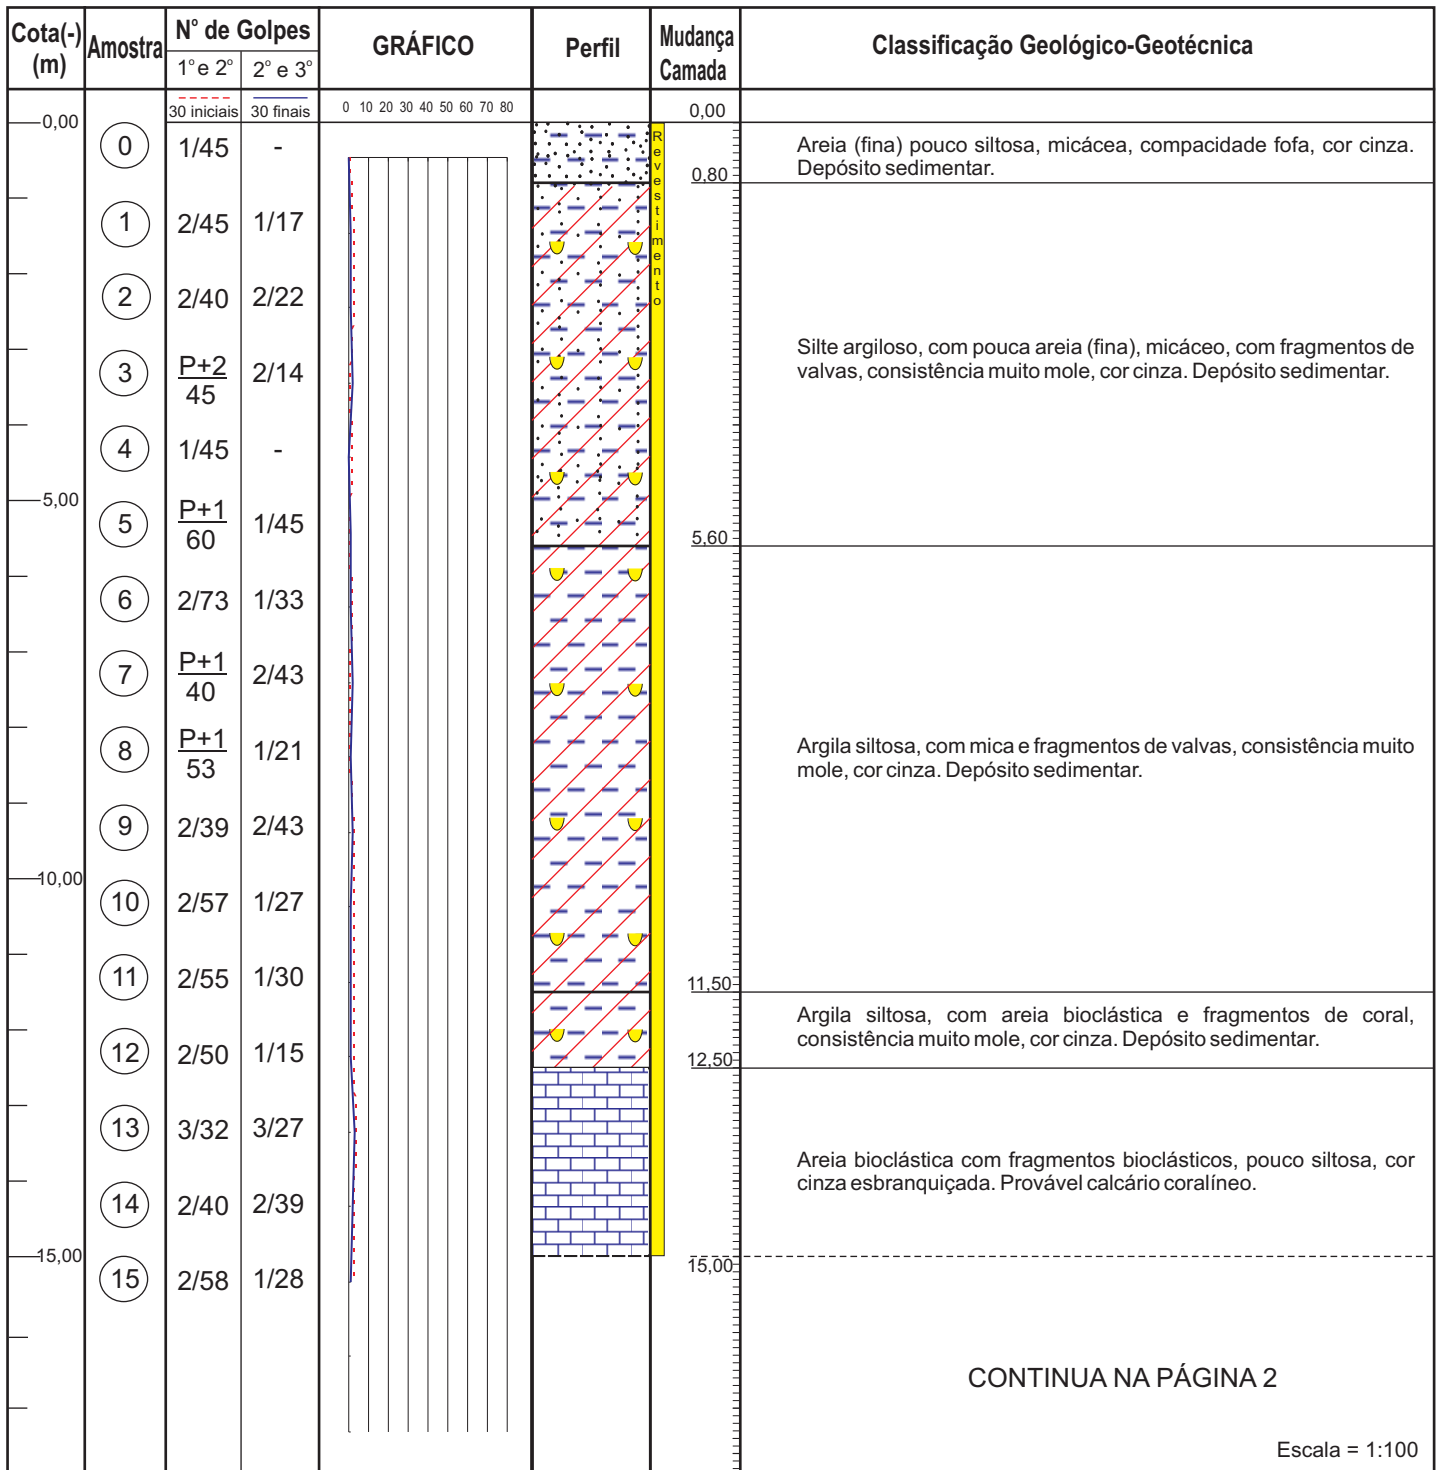 Cota(-) (m) Amostra N° de Golpes GRÁFICO Perfil Mudança Camada Classificação Geológico-Geotécnica
1° e 2° 2° e 3°
30 iniciais 30 finais 0 10 20 30 40 50 60 70 80 0,00
0,00
Revestimento
0 1/45 -
Areia (fina) pouco siltosa, micácea, compacidade fofa, cor cinza.
Depósito sedimentar.
0,80
1 2/45 1/17
2 2/40 2/22
Silte argiloso, com pouca areia (fina), micáceo, com fragmentos de
valvas, consistência muito mole, cor cinza. Depósito sedimentar.
3 P+2/45 2/14
4 1/45 -
5,00
5 P+1/60 1/45
5,60
6 2/73 1/33
7 P+1/40 2/43
8 P+1/53 1/21
Argila siltosa, com mica e fragmentos de valvas, consistência muito
mole, cor cinza. Depósito sedimentar.
9 2/39 2/43
10,00
10 2/57 1/27
11 2/55 1/30
11,50
Argila siltosa, com areia bioclástica e fragmentos de coral,
consistência muito mole, cor cinza. Depósito sedimentar.
12 2/50 1/15
12,50
13 3/32 3/27
Areia bioclástica com fragmentos bioclásticos, pouco siltosa, cor
cinza esbranquiçada. Provável calcário coralíneo.
14 2/40 2/39
15,00
15,00
15 2/58 1/28
CONTINUA NA PÁGINA 2
Escala = 1:100